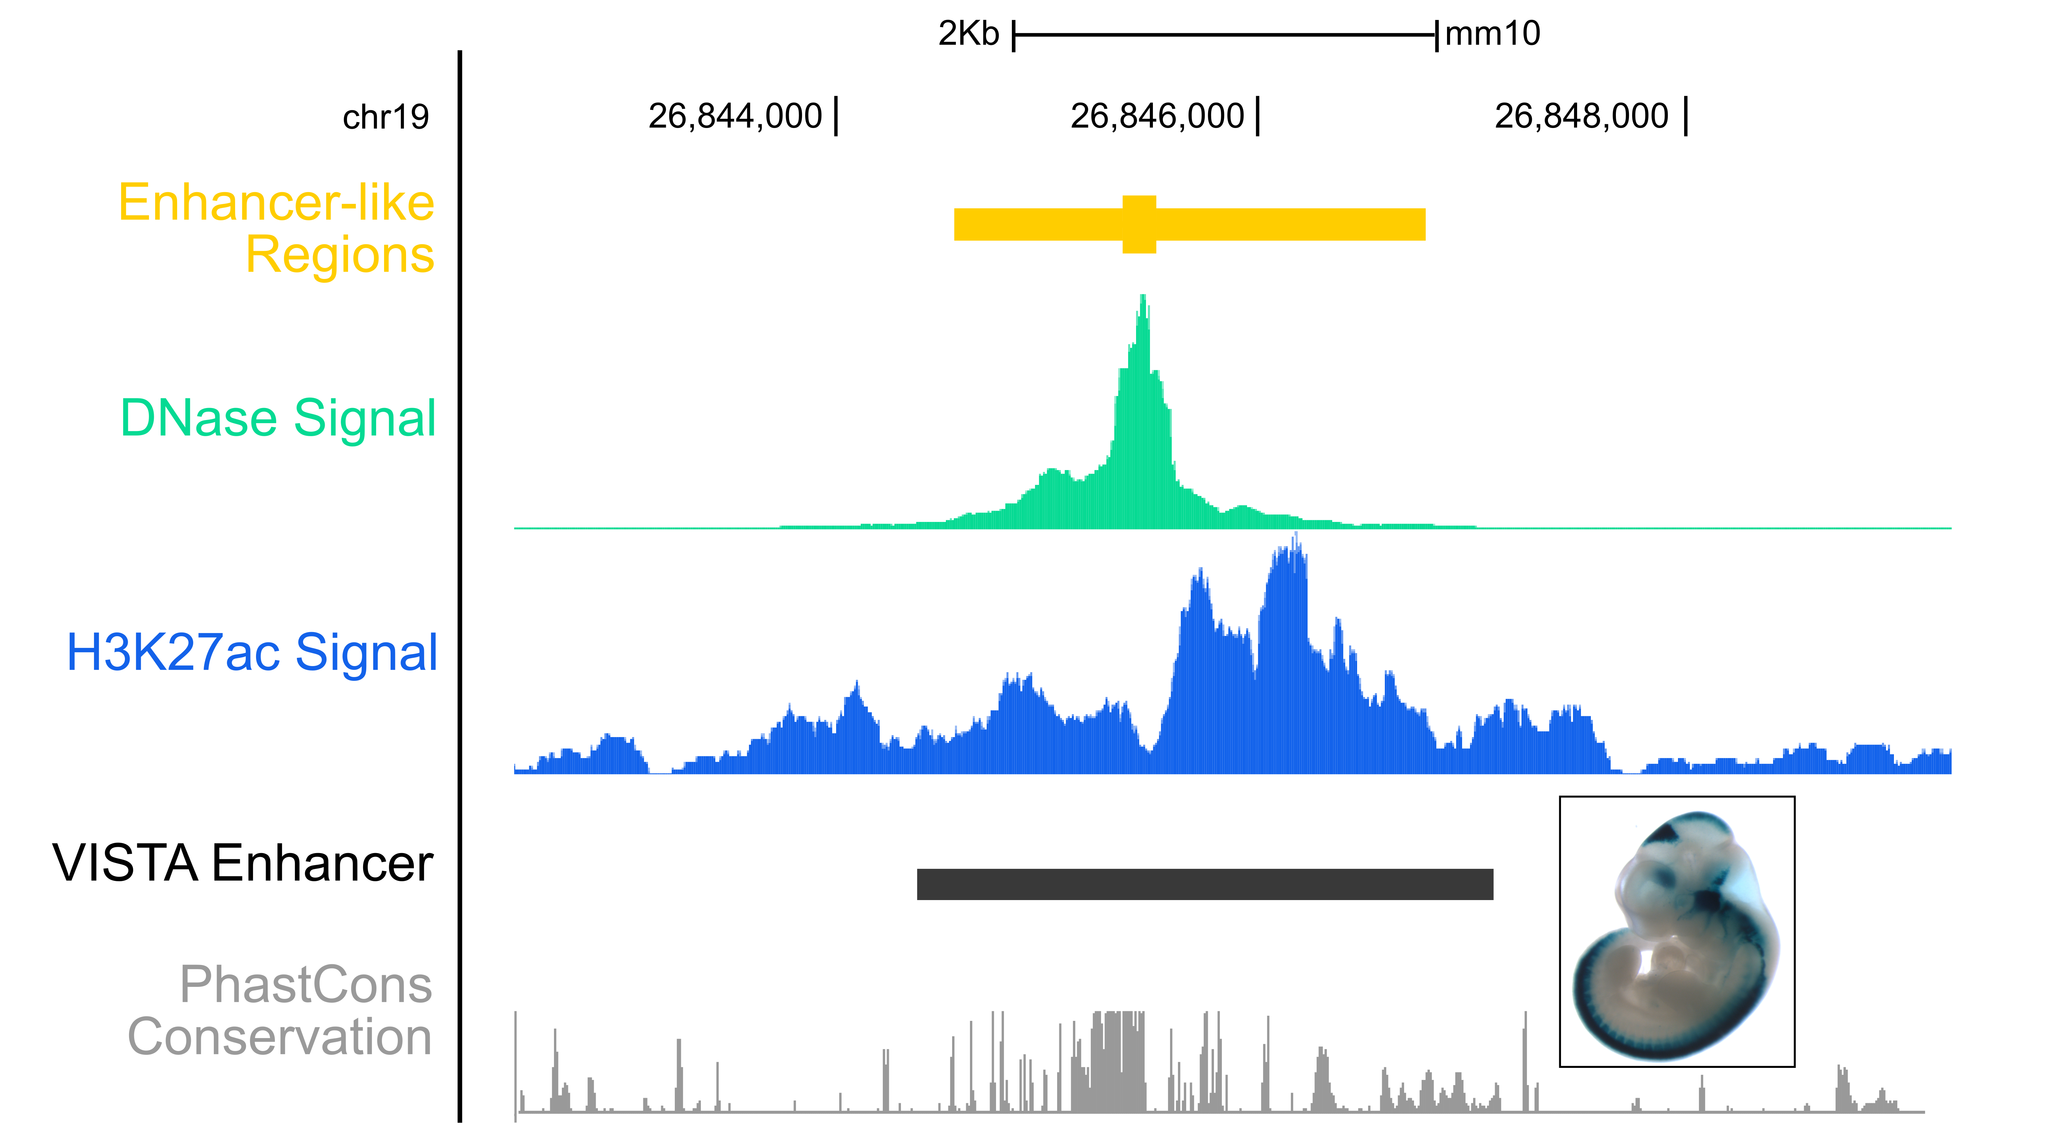 2Kb mm10
chr19 26,844,000 26,846,000 26,848,000
Enhancer-like
Regions
DNase Signal
H3K27ac Signal
VISTA Enhancer
PhastCons
Conservation